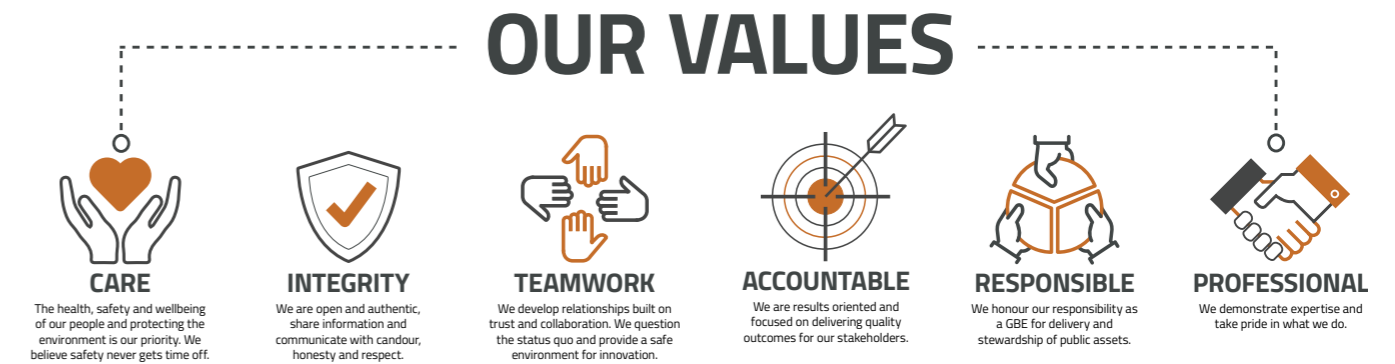 OUR VALUES
CARE
The health, safety and wellbeing
of our people and protecting the
environment is our priority. We
believe safety never gets time off.
INTEGRITY
We are open and authentic,
share information and
communicate with candour,
honesty and respect.
TEAMWORK
We develop relationships built on
trust and collaboration. We question
the status quo and provide a safe
environment for innovation.
ACCOUNTABLE
We are results oriented and
focused on delivering quality
outcomes for our stakeholders.
RESPONSIBLE
We honour our responsibility as
a GBE for delivery and
stewardship of public assets.
PROFESSIONAL
We demonstrate expertise and
take pride in what we do.